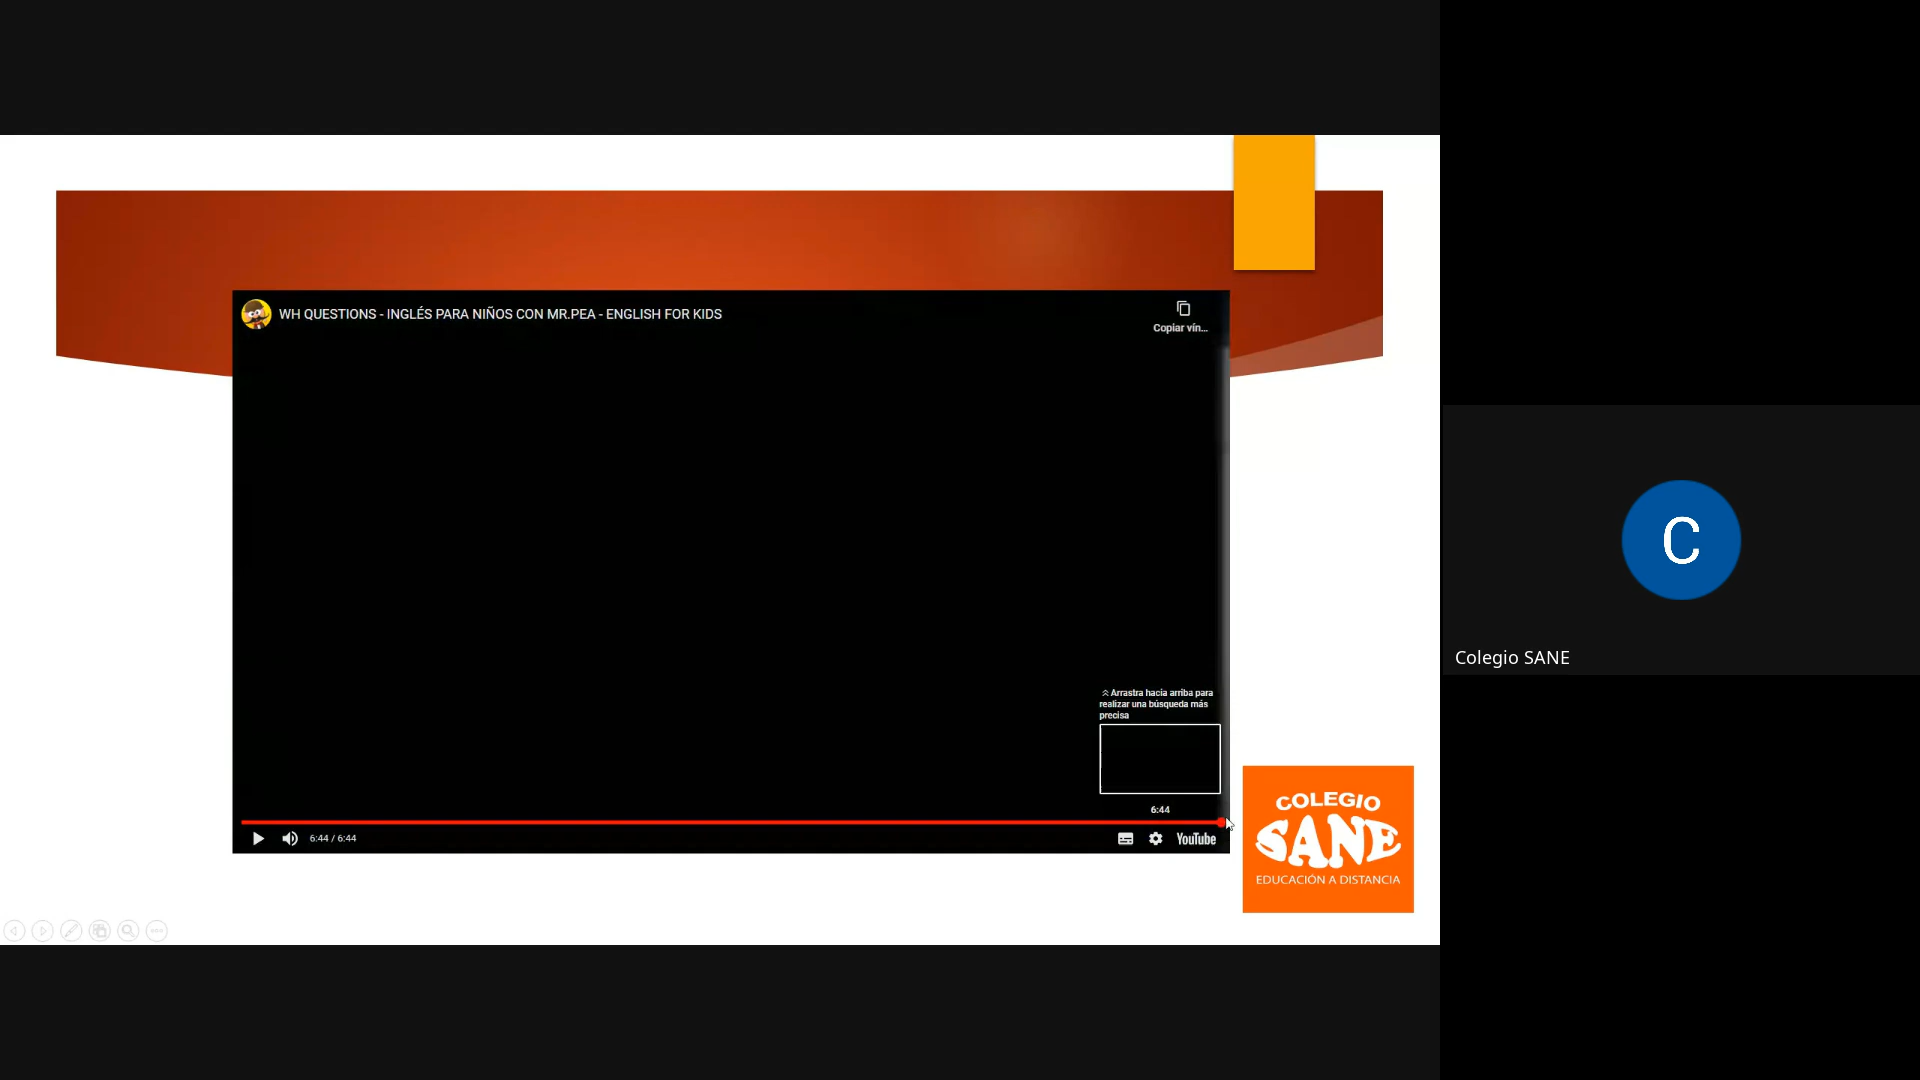 WH QUESTIONS - INGLÉS PARA NIÑOS CON MR.PEA - ENGLISH FOR KIDS
Copiar vín...
Arrastra hacia arriba para
realizar una búsqueda más
precisa
6:44
6:44 / 6:44
YouTube
COLEGIO
SANE
EDUCACIÓN A DISTANCIA
C
Colegio SANE